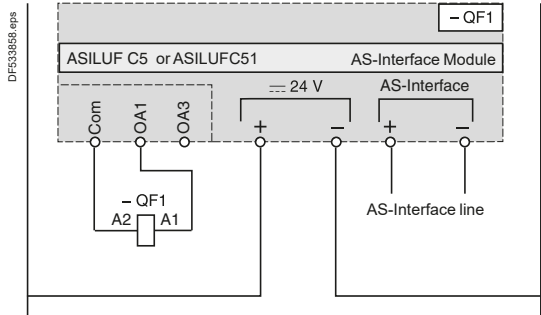 DF533858.eps
– QF1
ASILUF C5 or ASILUFC51 AS-Interface Module
24 V AS-Interface
Com OA1 OA3 + – + –
– QF1
A2 A1
AS-Interface line